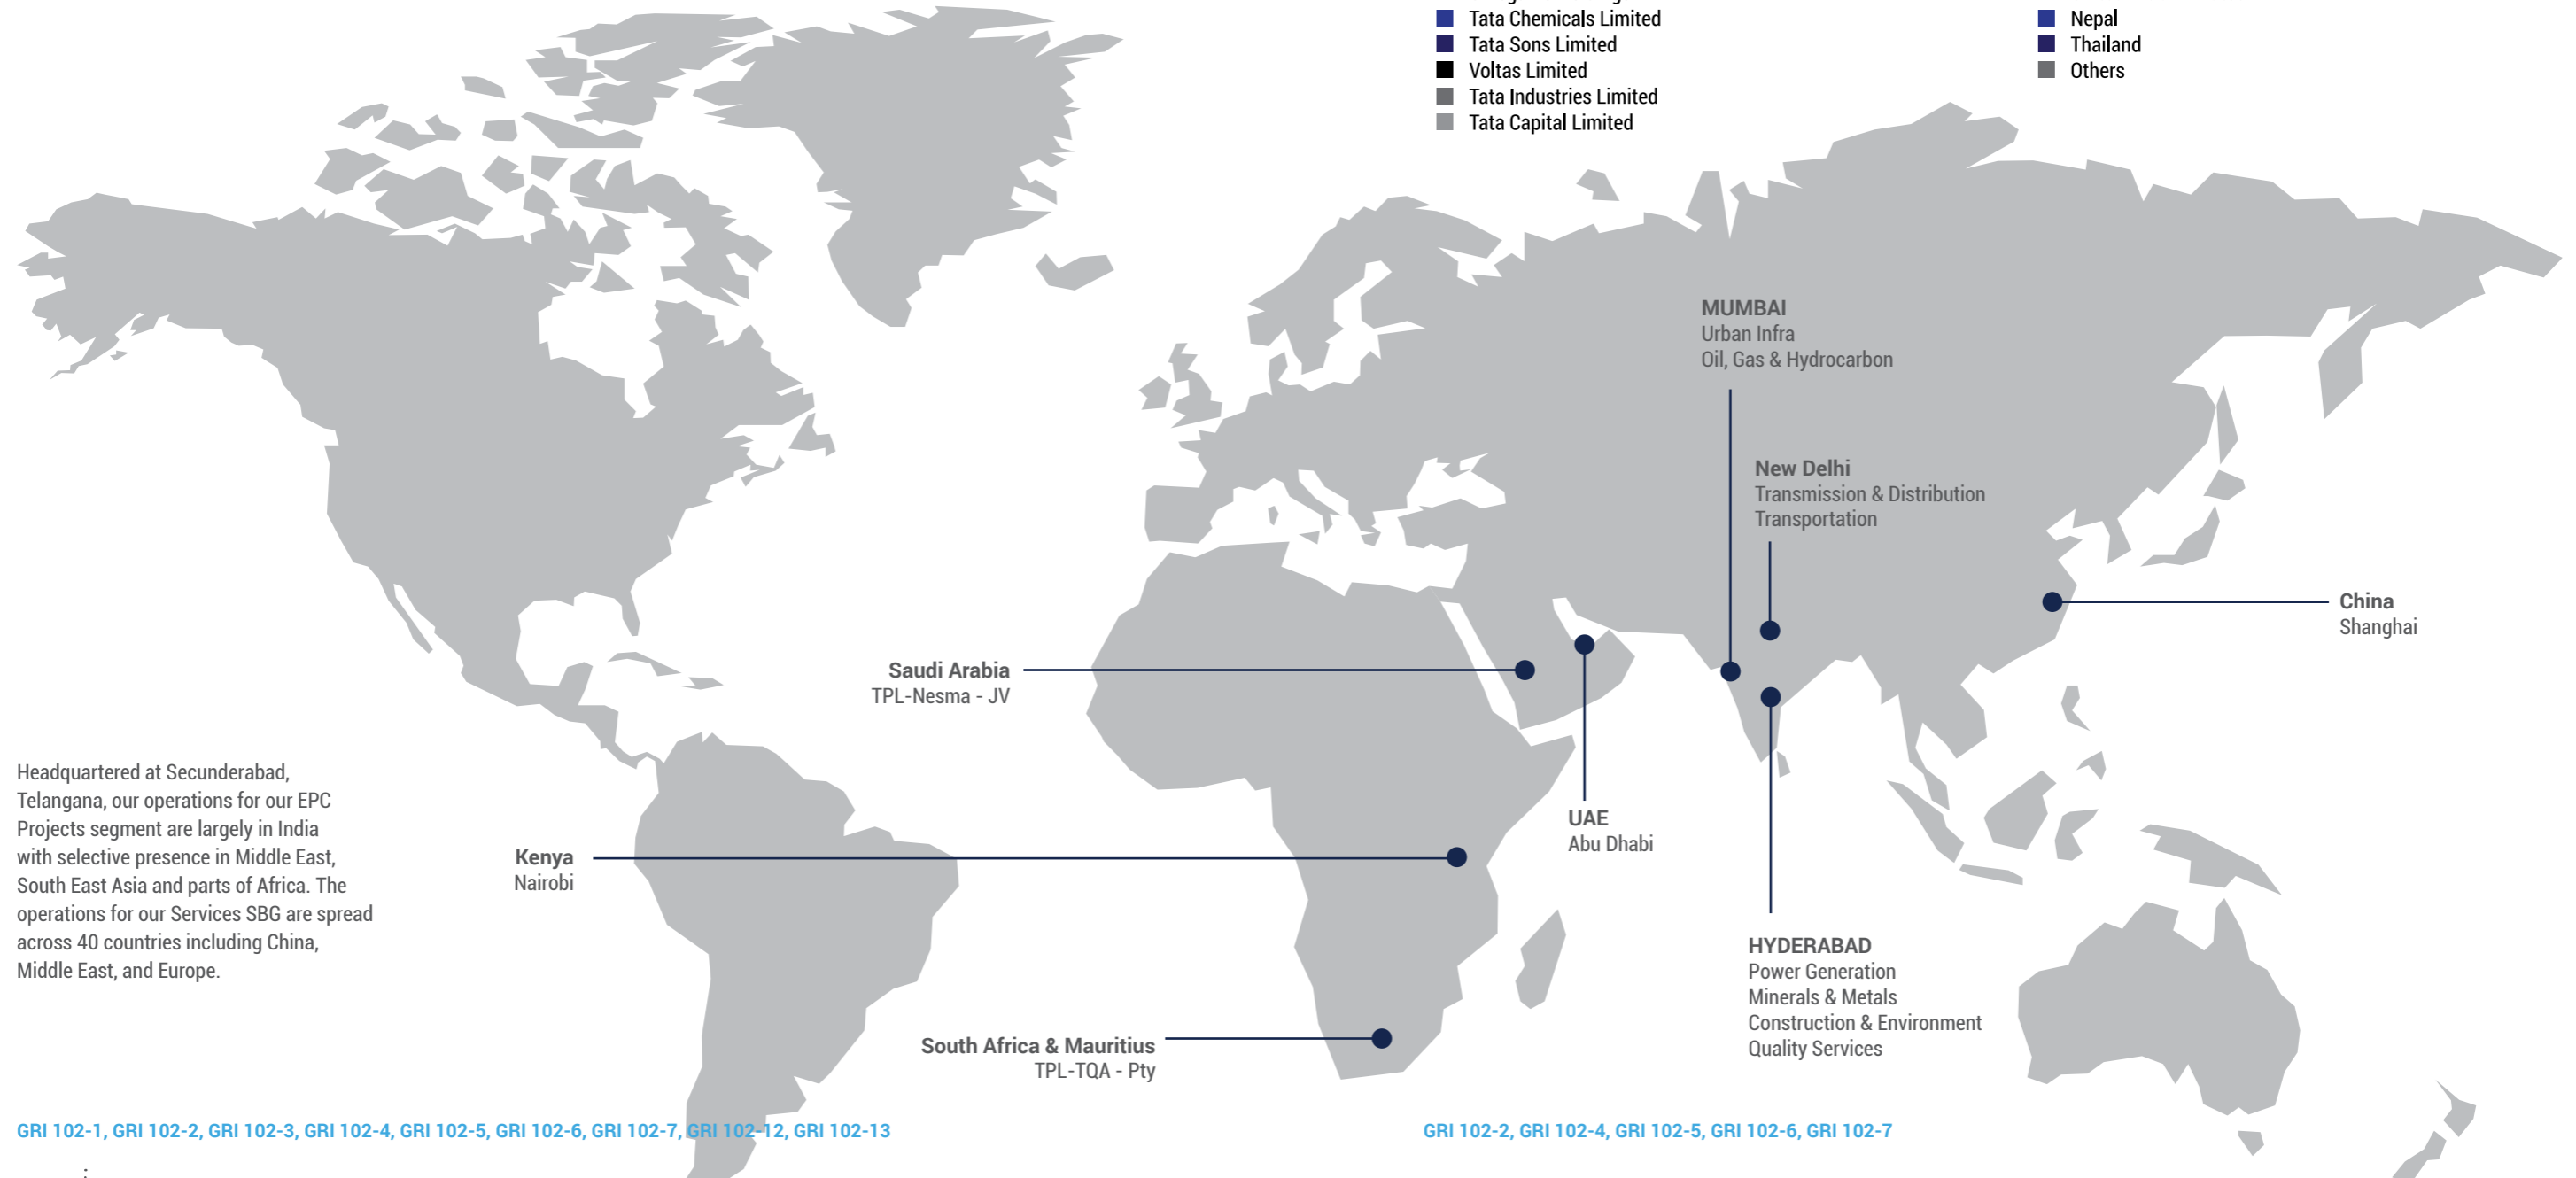 Tata Chemicals Limited
Tata Sons Limited
Voltas Limited
Tata Industries Limited
Tata Capital Limited
Nepal
Thailand
Others
MUMBAI
Urban Infra
Oil, Gas & Hydrocarbon
New Delhi
Transmission & Distribution
Transportation
China
Shanghai
Saudi Arabia
TPL-Nesma - JV
UAE
Abu Dhabi
Kenya
Nairobi
HYDERABAD
Power Generation
Minerals & Metals
Construction & Environment
Quality Services
South Africa & Mauritius
TPL-TQA - Pty
Headquartered at Secunderabad,
Telangana, our operations for our EPC
Projects segment are largely in India
with selective presence in Middle East,
South East Asia and parts of Africa. The
operations for our Services SBG are spread
across 40 countries including China,
Middle East, and Europe.
GRI 102-1, GRI 102-2, GRI 102-3, GRI 102-4, GRI 102-5, GRI 102-6, GRI 102-7, GRI 102-12, GRI 102-13
GRI 102-2, GRI 102-4, GRI 102-5, GRI 102-6, GRI 102-7